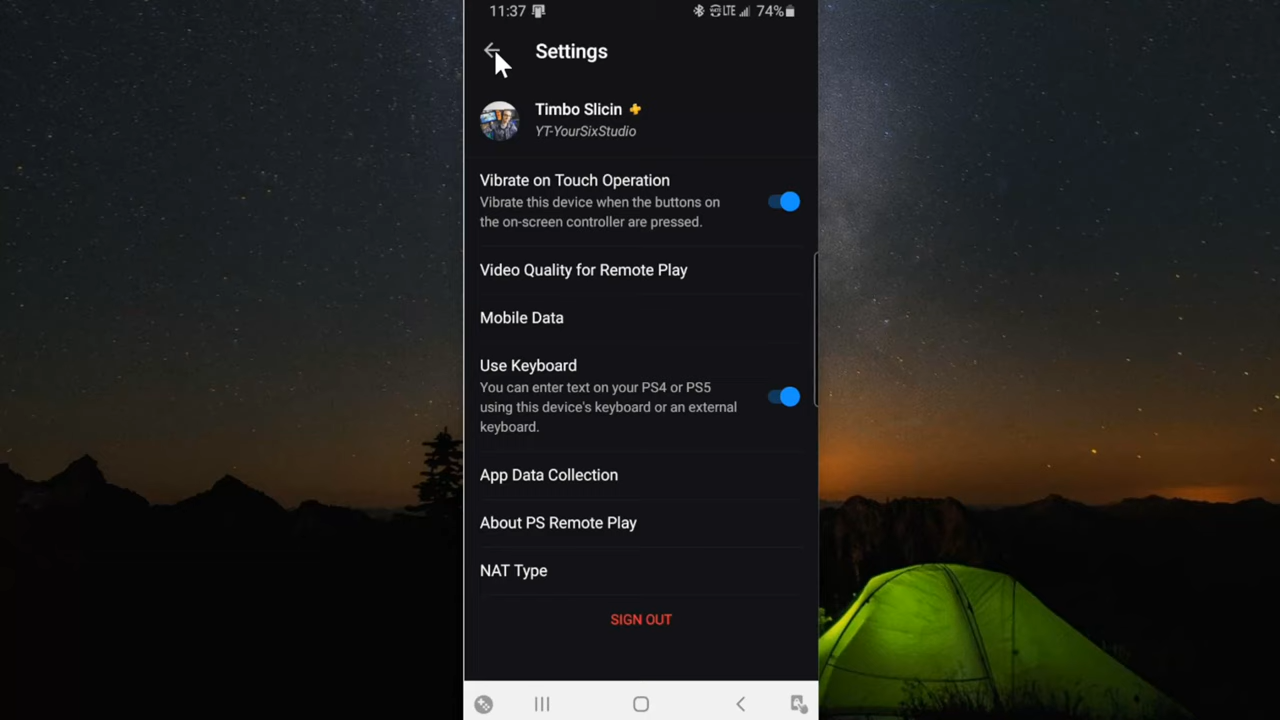 11:37 LTE 74%
Settings
Timbo Slicin
YT-YourSixStudio
Vibrate on Touch Operation
Vibrate this device when the buttons on
the on-screen controller are pressed.
Video Quality for Remote Play
Mobile Data
Use Keyboard
You can enter text on your PS4 or PS5
using this device's keyboard or an external
keyboard.
App Data Collection
About PS Remote Play
NAT Type
SIGN OUT